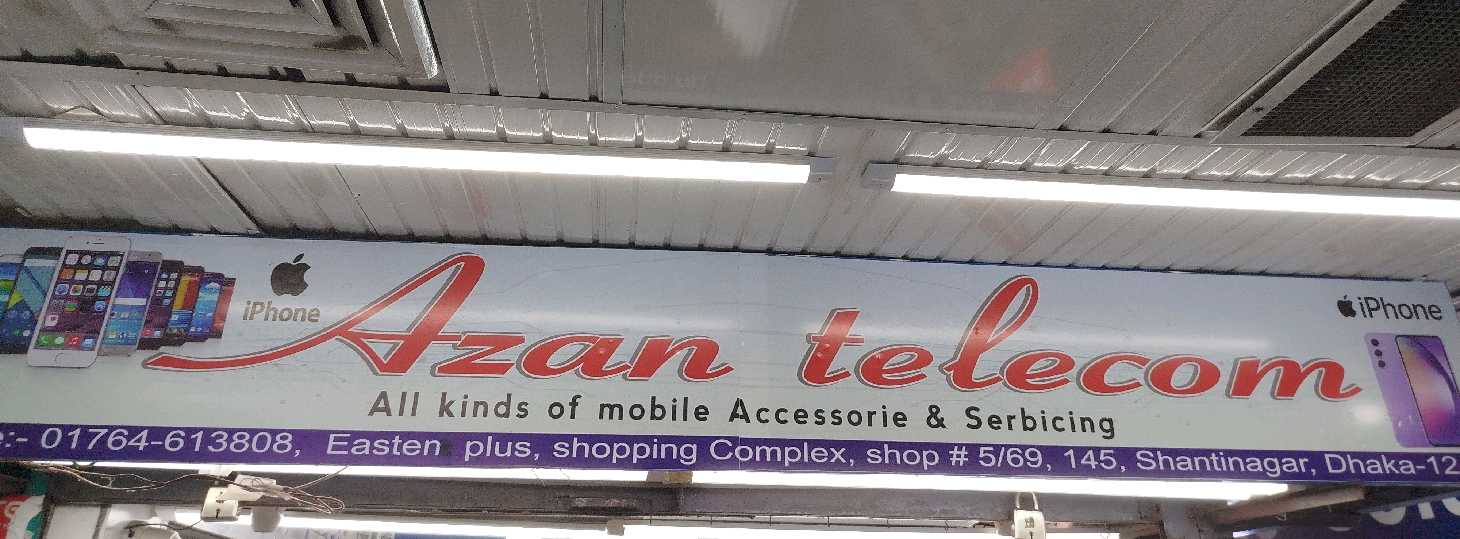 iPhone
Azan telecom
iPhone
All kinds of mobile Accessorie & Serbicing
e:- 01764-613808, Easten plus, shopping Complex, shop # 5/69, 145, Shantinagar, Dhaka-12